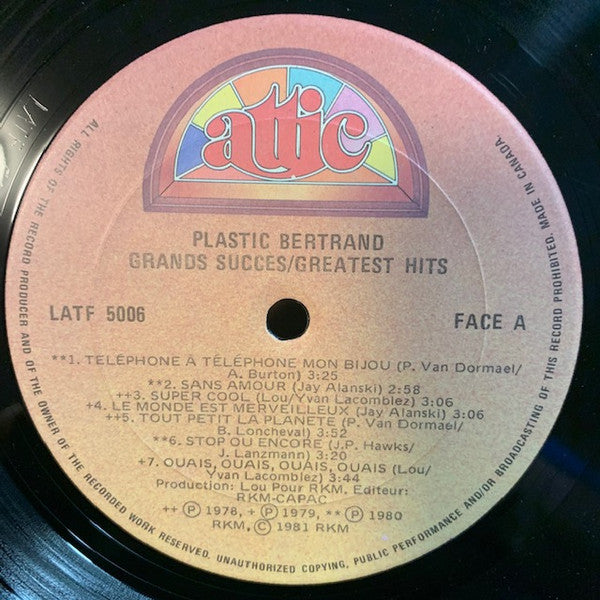 attic
PLASTIC BERTRAND
GRANDS SUCCES/GREATEST HITS
LATF 5006
FACE A
**1. TELÉPHONE À TÉLÉPHONE MON BIJOU (P. Van Dormael/
A. Burton) 3:25
**2. SANS AMOUR (Jay Alanski) 2:58
++3. SUPER COOL (Lou/Yvan Lacomblez) 3:06
+4. LE MONDE EST MERVEILLEUX (Jay Alanski) 3:06
++5. TOUT PETIT LA PLANETE (P. Van Dormael/
B. Loncheval) 3:52
**6. STOP OU ENCORE (J.P. Hawks/
J. Lanzmann) 3:20
+7. OUAIS, OUAIS, OUAIS, OUAIS (Lou/
Yvan Lacomblez) 3:44
Production: Lou Pour RKM. Editeur:
RKM-CAPAC
++ Ⓟ 1978, + Ⓟ 1979, ** Ⓟ 1980
RKM, Ⓒ 1981 RKM
ALL RIGHTS OF THE RECORD PRODUCER AND OF THE OWNER OF THE RECORDED WORK RESERVED. UNAUTHORIZED COPYING, PUBLIC PERFORMANCE AND/OR BROADCASTING OF THIS RECORD PROHIBITED. MADE IN CANADA.